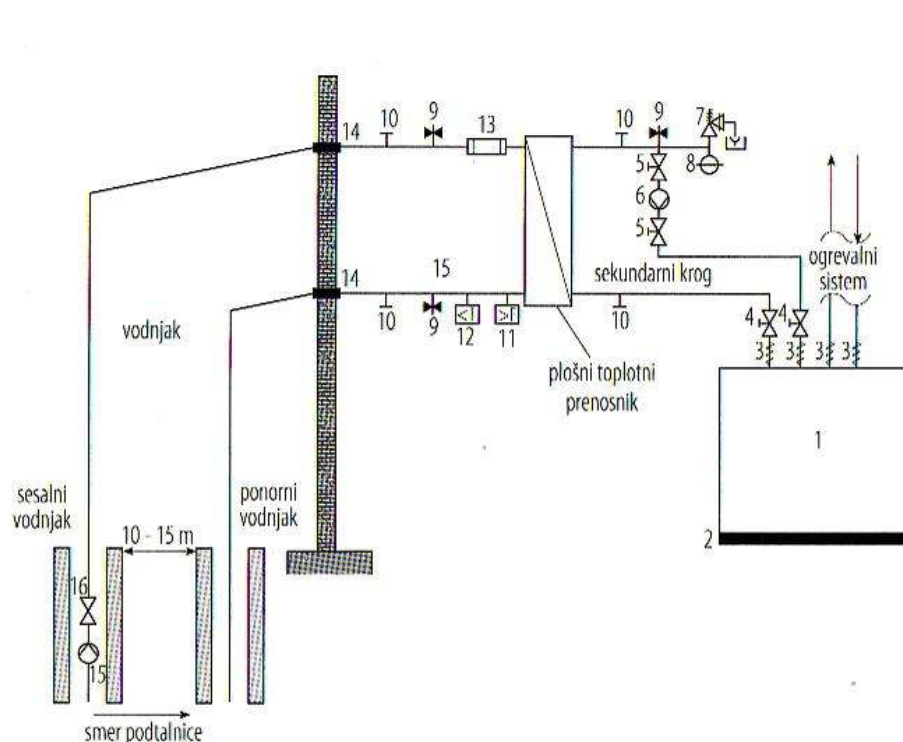 14
10
9
13
10
9
7
5
6
5
8
ogrevalni
sistem
sekundarni krog
14
15
10
9
12
11
10
4
4
3
3
3
3
vodnjak
plošni toplotni
prenosnik
1
2
sesalni
vodnjak
ponorni
vodnjak
10 - 15 m
16
15
smer podtalnice